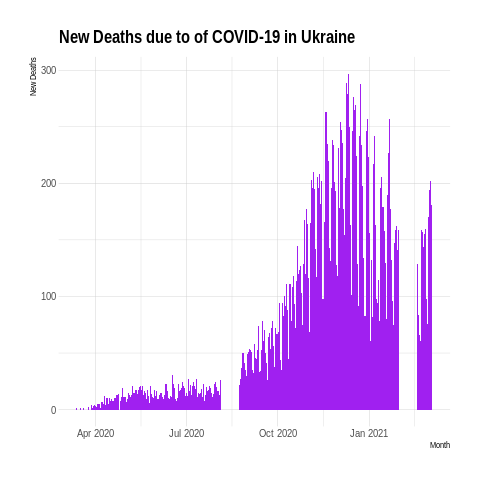 New Deaths due to of COVID-19 in Ukraine
New Deaths
300
200
100
0
Apr 2020
Jul 2020
Oct 2020
Jan 2021
Month